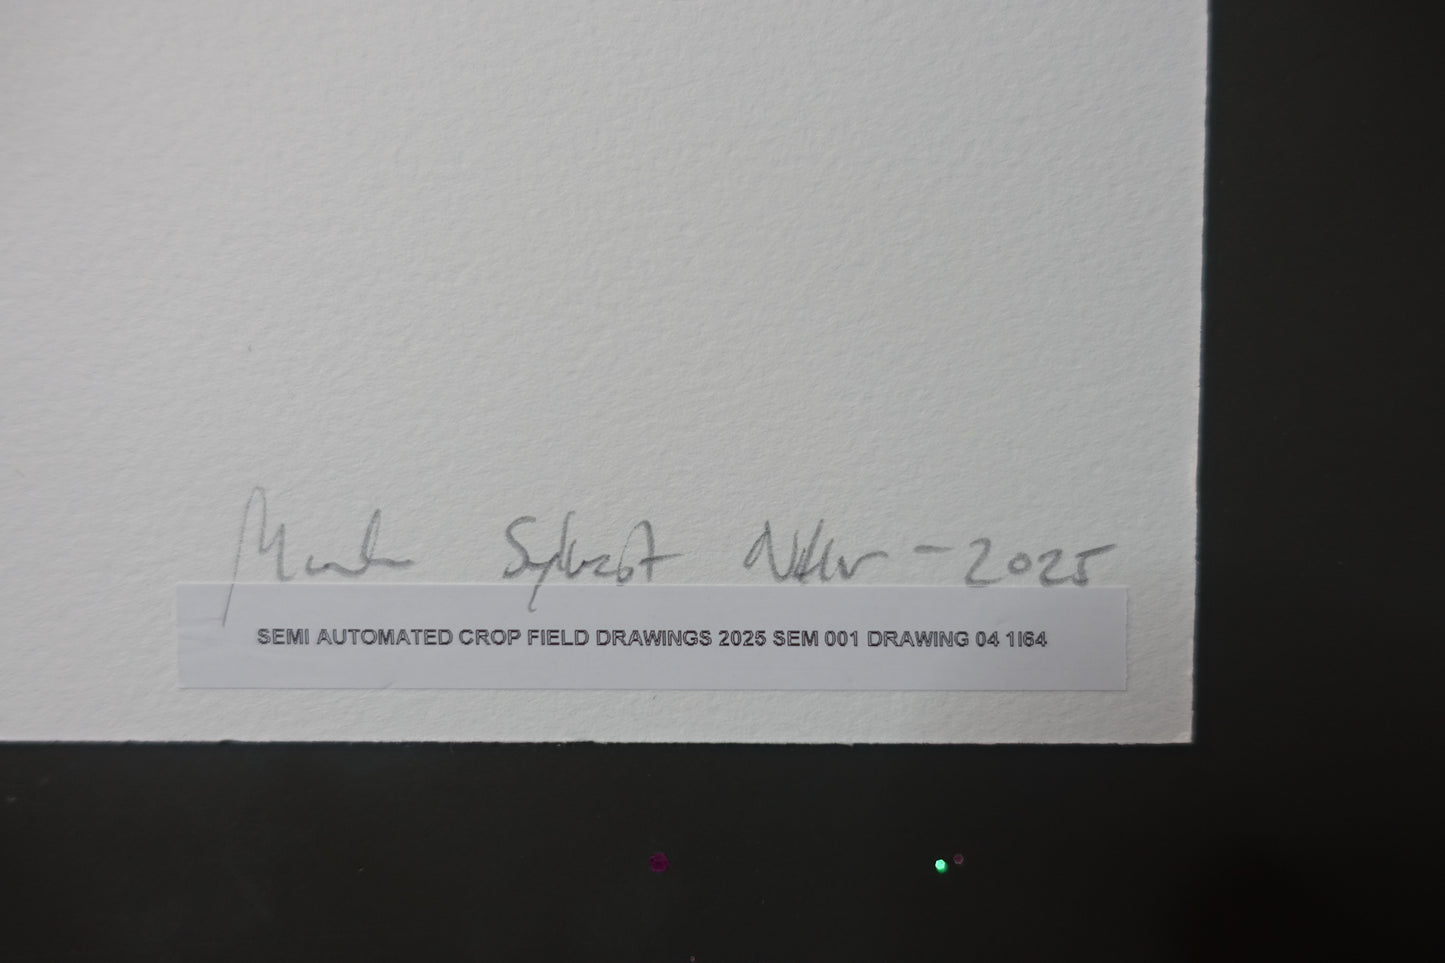 - 2025
SEMI AUTOMATED CROP FIELD DRAWINGS 2025 SEM 001 DRAWING 04 1I64